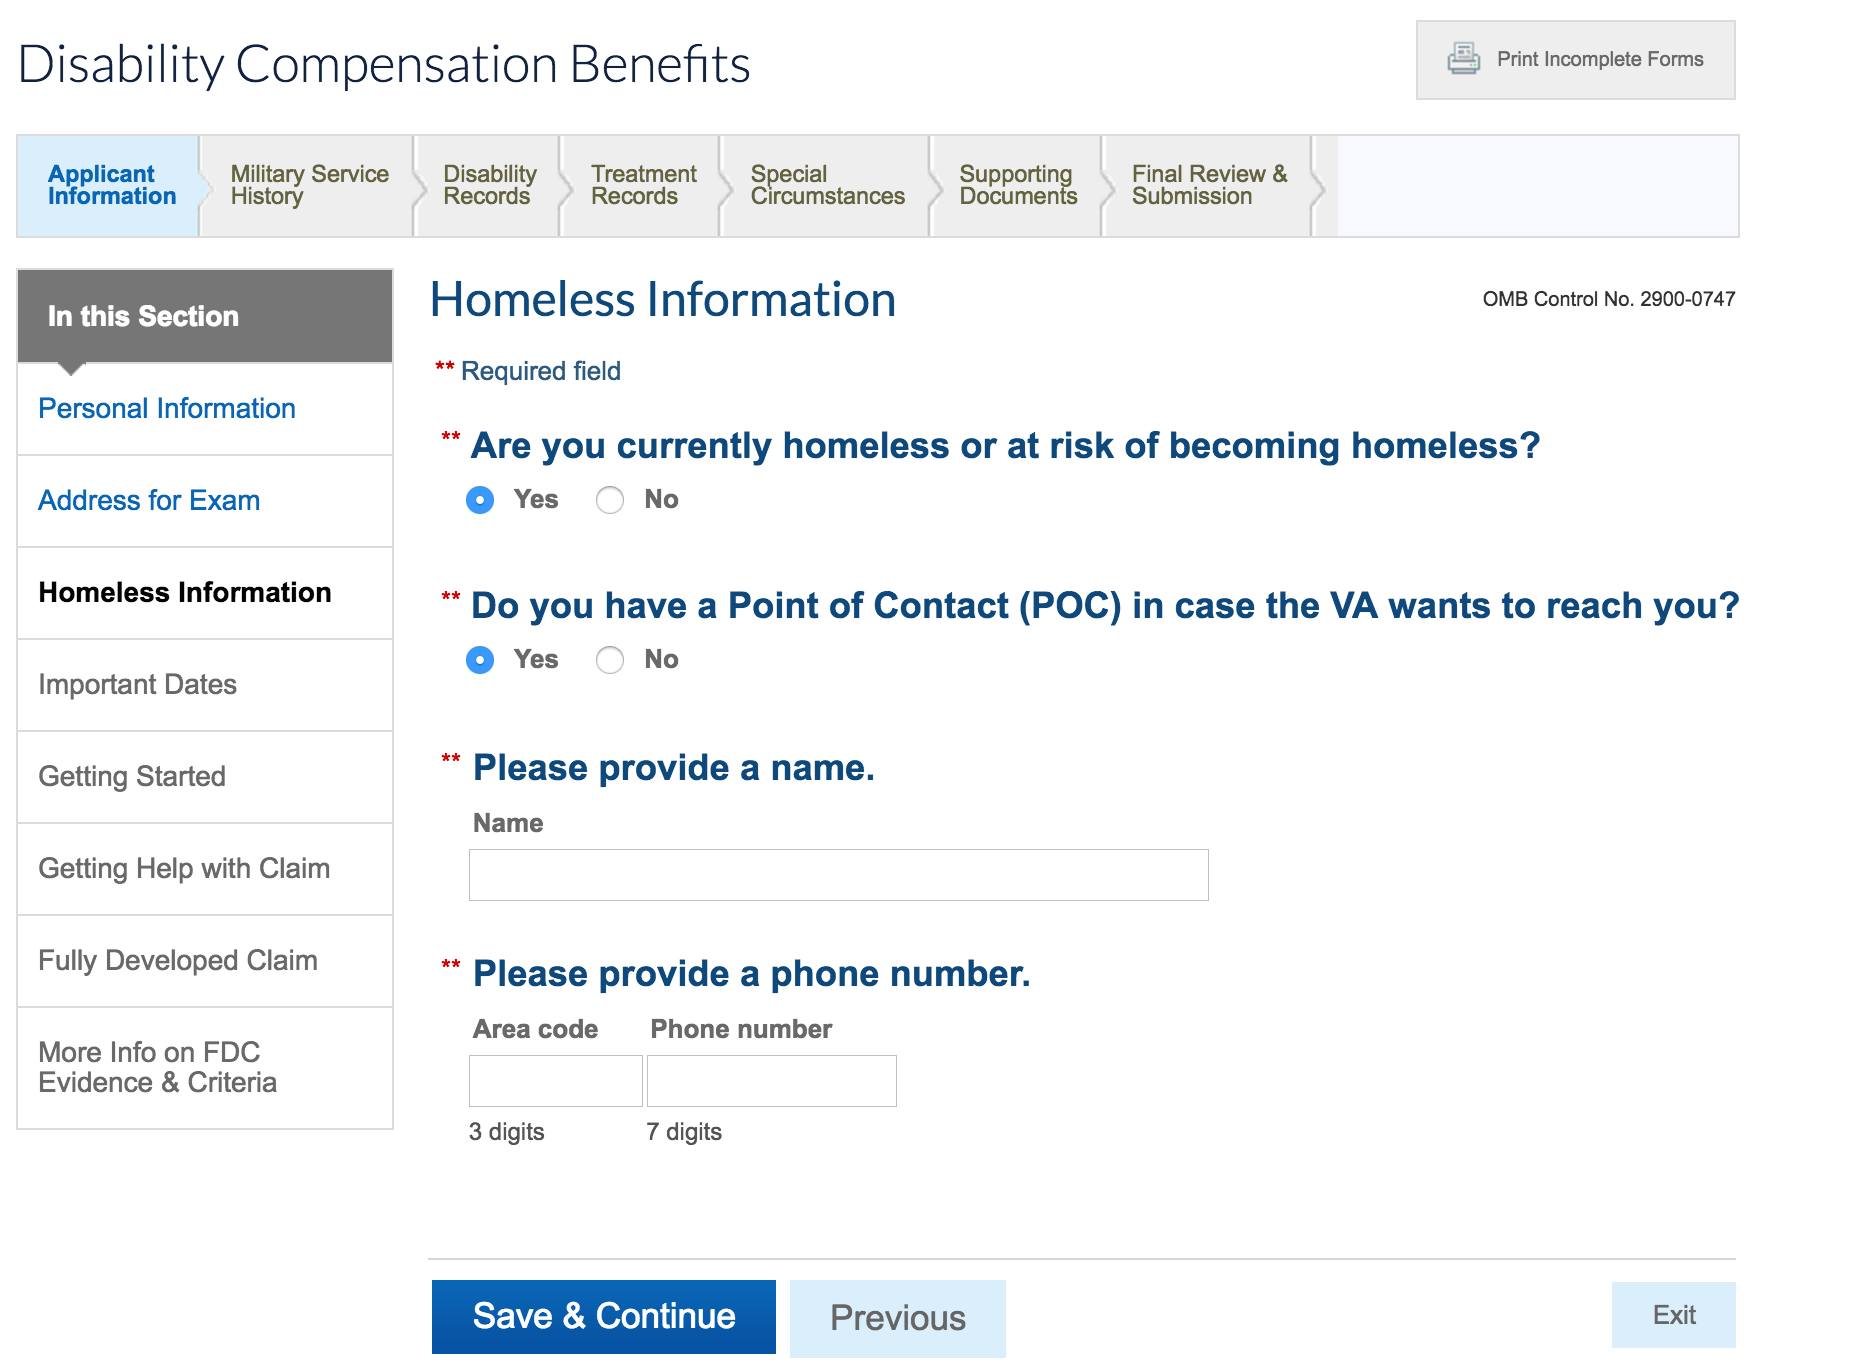 Disability Compensation Benefits
Print Incomplete Forms
Applicant
Information
Military Service
History
Disability
Records
Treatment
Records
Special
Circumstances
Supporting
Documents
Final Review &
Submission
In this Section
Personal Information
Address for Exam
Homeless Information
Important Dates
Getting Started
Getting Help with Claim
Fully Developed Claim
More Info on FDC
Evidence & Criteria
Homeless Information
OMB Control No. 2900-0747
** Required field
** Are you currently homeless or at risk of becoming homeless?
Yes No
** Do you have a Point of Contact (POC) in case the VA wants to reach you?
Yes No
** Please provide a name.
Name
** Please provide a phone number.
Area code Phone number
3 digits 7 digits
Save & Continue
Previous
Exit